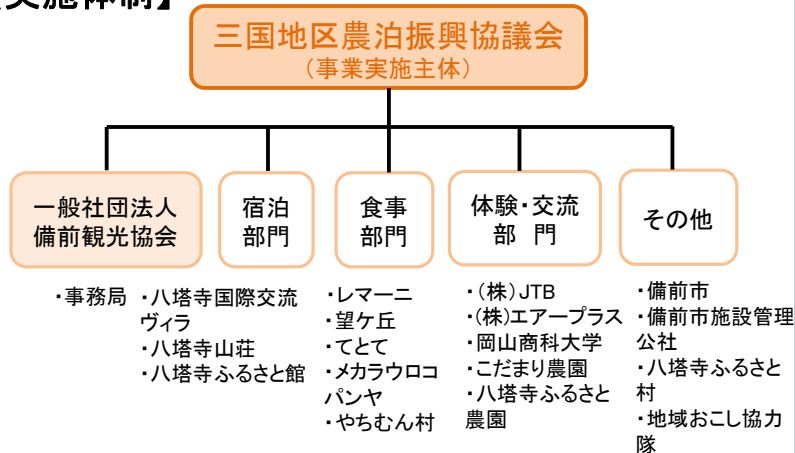 【実施体制】
三国地区農泊振興協議会
（事業実施主体）
一般社団法人
備前観光協会
宿泊
部門
食事
部門
体験・交流
部 門
その他
・事務局
・八塔寺国際交流
ヴィラ
・八塔寺山荘
・八塔寺ふるさと館
・レマーニ
・望ケ丘
・てとて
・メカラウロコ
パンヤ
・やちむん村
・（株）JTB
・（株）エアープラス
・岡山商科大学
・こだまり農園
・八塔寺ふるさと
農園
・備前市
・備前市施設管理
公社
・八塔寺ふるさと
村
・地域おこし協力
隊